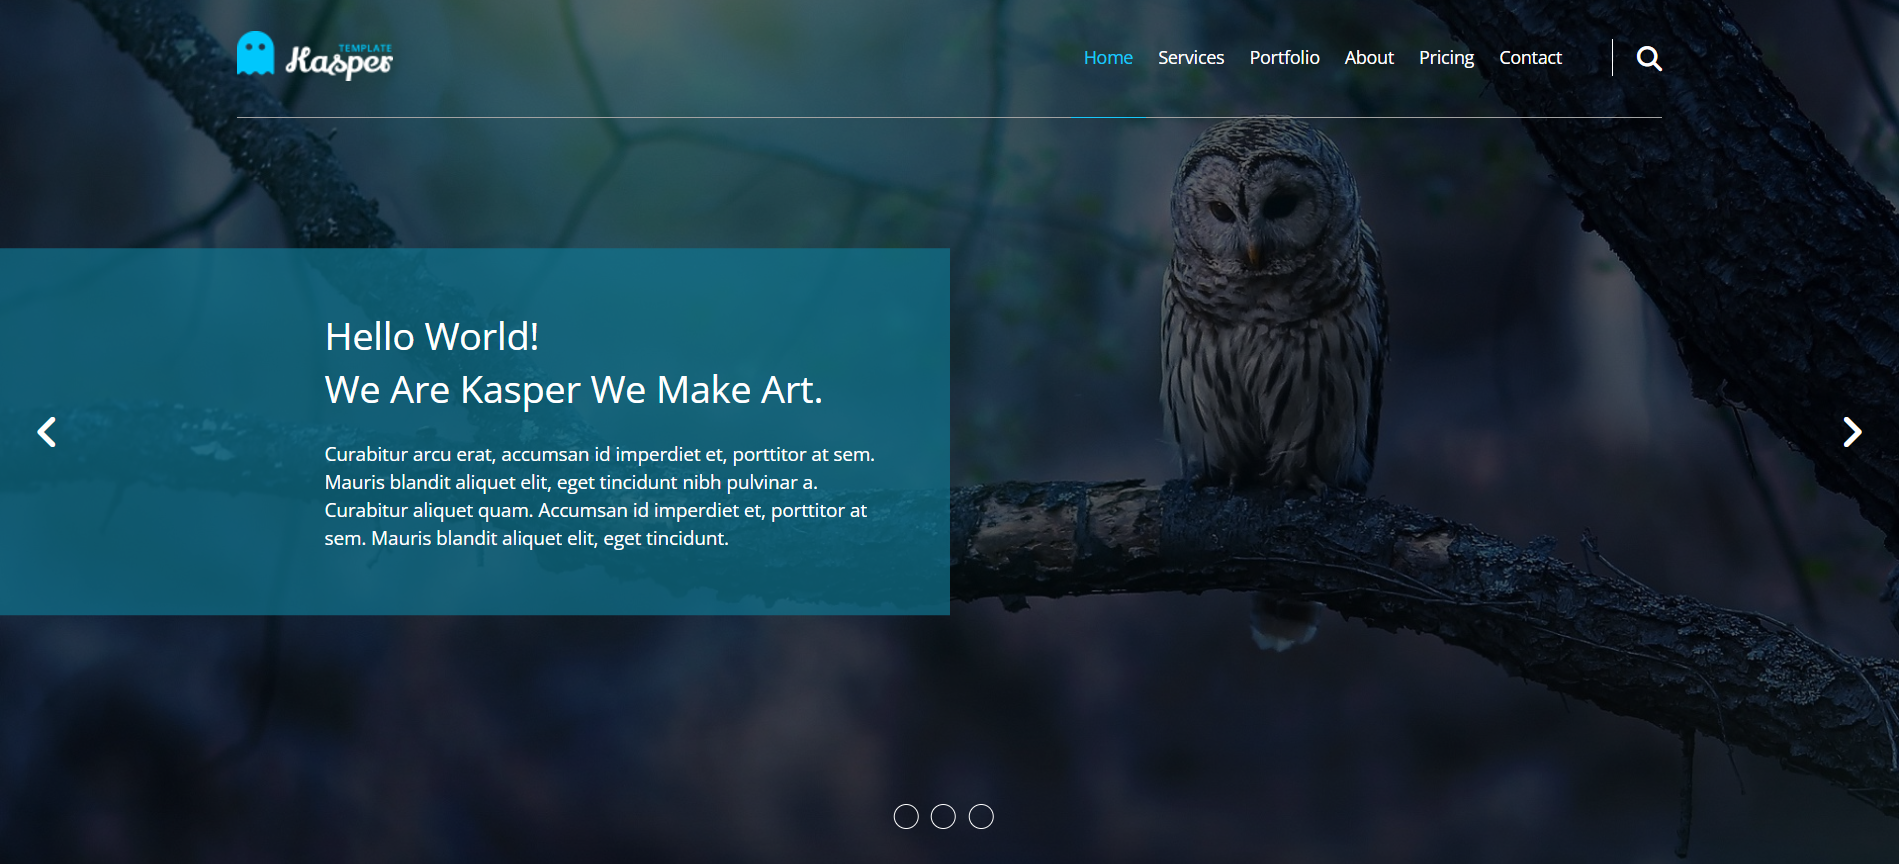 TEMPLATE
Kasper
Home Services Portfolio About Pricing Contact
Hello World!
We Are Kasper We Make Art.
Curabitur arcu erat, accumsan id imperdiet et, porttitor at sem.
Mauris blandit aliquet elit, eget tincidunt nibh pulvinar a.
Curabitur aliquet quam. Accumsan id imperdiet et, porttitor at
sem. Mauris blandit aliquet elit, eget tincidunt.